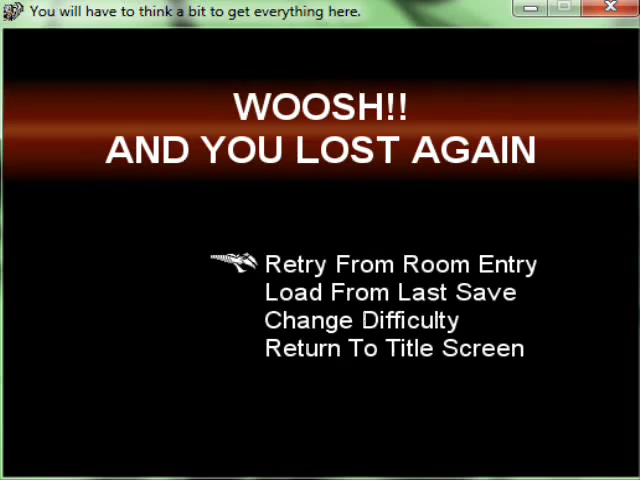 You will have to think a bit to get everything here.
WOOSH!!
AND YOU LOST AGAIN
Retry From Room Entry
Load From Last Save
Change Difficulty
Return To Title Screen